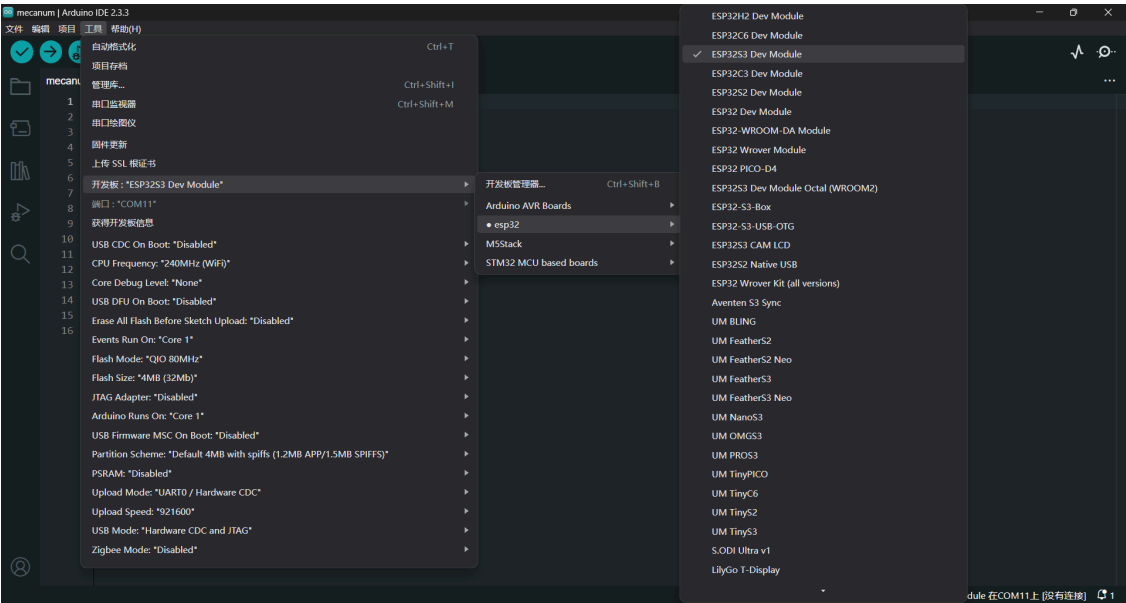 mecanum | Arduino IDE 2.3.3
文件 编辑 项目 工具 帮助(H)
mecanu
1
2
3
4
5
6
7
8
9
10
11
12
13
14
15
16
自动格式化 Ctrl+T
项目存档
管理库... Ctrl+Shift+I
串口监视器 Ctrl+Shift+M
串口绘图仪
固件更新
上传 SSL 根证书
开发板 : "ESP32S3 Dev Module"
端口 : "COM11"
获得开发板信息
USB CDC On Boot: "Disabled"
CPU Frequency: "240MHz (WiFi)"
Core Debug Level: "None"
USB DFU On Boot: "Disabled"
Erase All Flash Before Sketch Upload: "Disabled"
Events Run On: "Core 1"
Flash Mode: "QIO 80MHz"
Flash Size: "4MB (32Mb)"
JTAG Adapter: "Disabled"
Arduino Runs On: "Core 1"
USB Firmware MSC On Boot: "Disabled"
Partition Scheme: "Default 4MB with spiffs (1.2MB APP/1.5MB SPIFFS)"
PSRAM: "Disabled"
Upload Mode: "UART0 / Hardware CDC"
Upload Speed: "921600"
USB Mode: "Hardware CDC and JTAG"
Zigbee Mode: "Disabled"
开发板管理器... Ctrl+Shift+B
Arduino AVR Boards
● esp32
M5Stack
STM32 MCU based boards
ESP32H2 Dev Module
ESP32C6 Dev Module
✓ ESP32S3 Dev Module
ESP32C3 Dev Module
ESP32S2 Dev Module
ESP32 Dev Module
ESP32-WROOM-DA Module
ESP32 Wrover Module
ESP32 PICO-D4
ESP32S3 Dev Module Octal (WROOM2)
ESP32-S3-Box
ESP32-S3-USB-OTG
ESP32S3 CAM LCD
ESP32S2 Native USB
ESP32 Wrover Kit (all versions)
Aventen S3 Sync
UM BLING
UM FeatherS2
UM FeatherS2 Neo
UM FeatherS3
UM FeatherS3 Neo
UM NanoS3
UM OMGS3
UM PROS3
UM TinyPICO
UM TinyC6
UM TinyS2
UM TinyS3
S.ODI Ultra v1
LilyGo T-Display
dule 在COM11上 [没有连接] 1